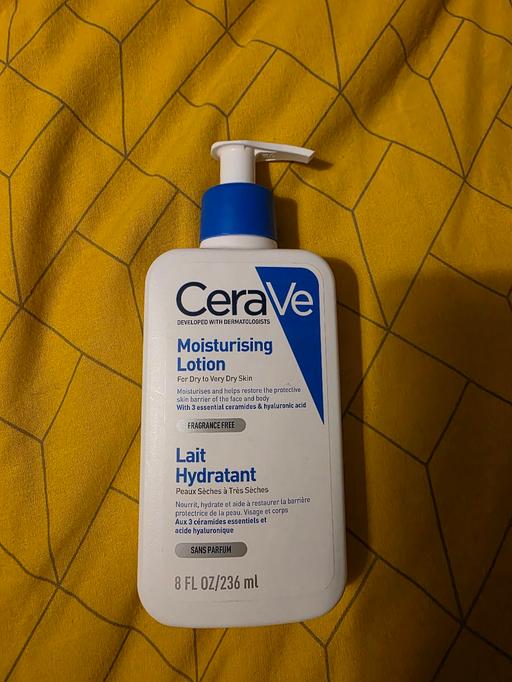 CeraVe
DEVELOPED WITH DERMATOLOGISTS
Moisturising
Lotion
For Dry to Very Dry Skin
Moisturises and helps restore the protective
skin barrier of the face and body
With 3 essential ceramides & hyaluronic acid
FRAGRANCE FREE
Lait
Hydratant
Peaux Sèches à Très Sèches
Nourrit, hydrate et aide à restaurer la barrière
protectrice de la peau. Visage et corps
Aux 3 céramides essentiels et
acide hyaluronique
SANS PARFUM
8 FL OZ/236 ml